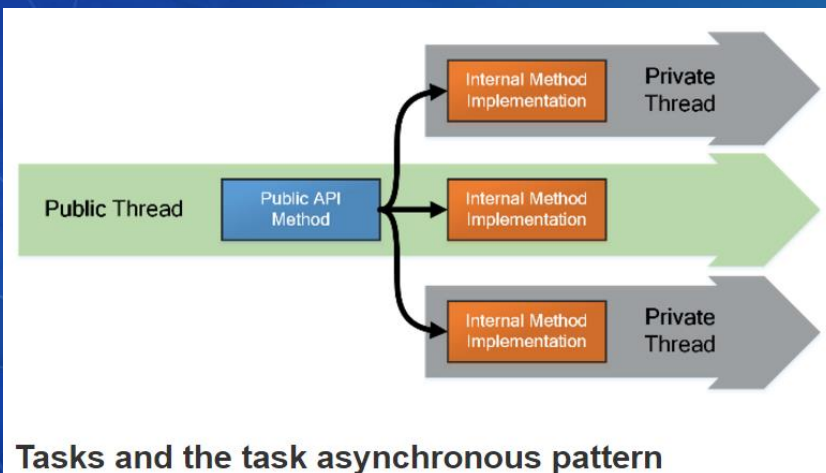 Internal Method
Implementation
Private
Thread
Public Thread
Public API
Method
Internal Method
Implementation
Internal Method
Implementation
Private
Thread
Tasks and the task asynchronous pattern